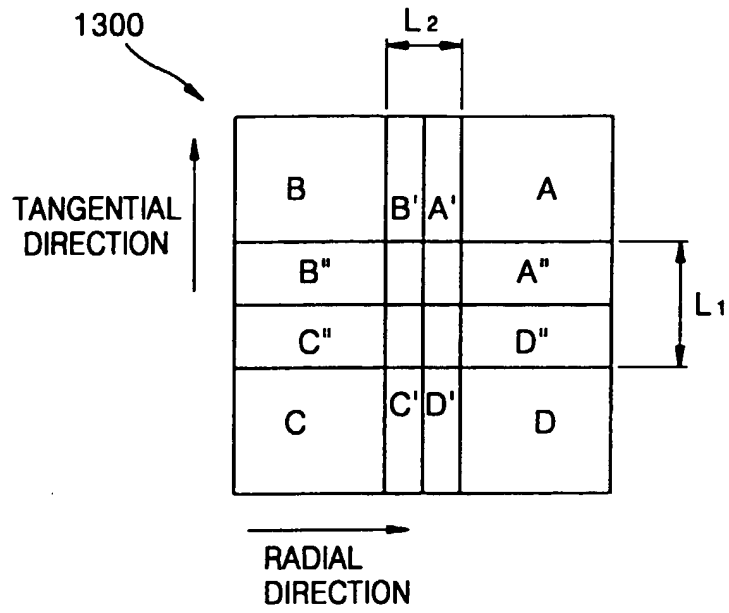 1300
L2
TANGENTIAL
DIRECTION
B B' A' A
B" A"
L1
C" D"
C C' D' D
RADIAL
DIRECTION